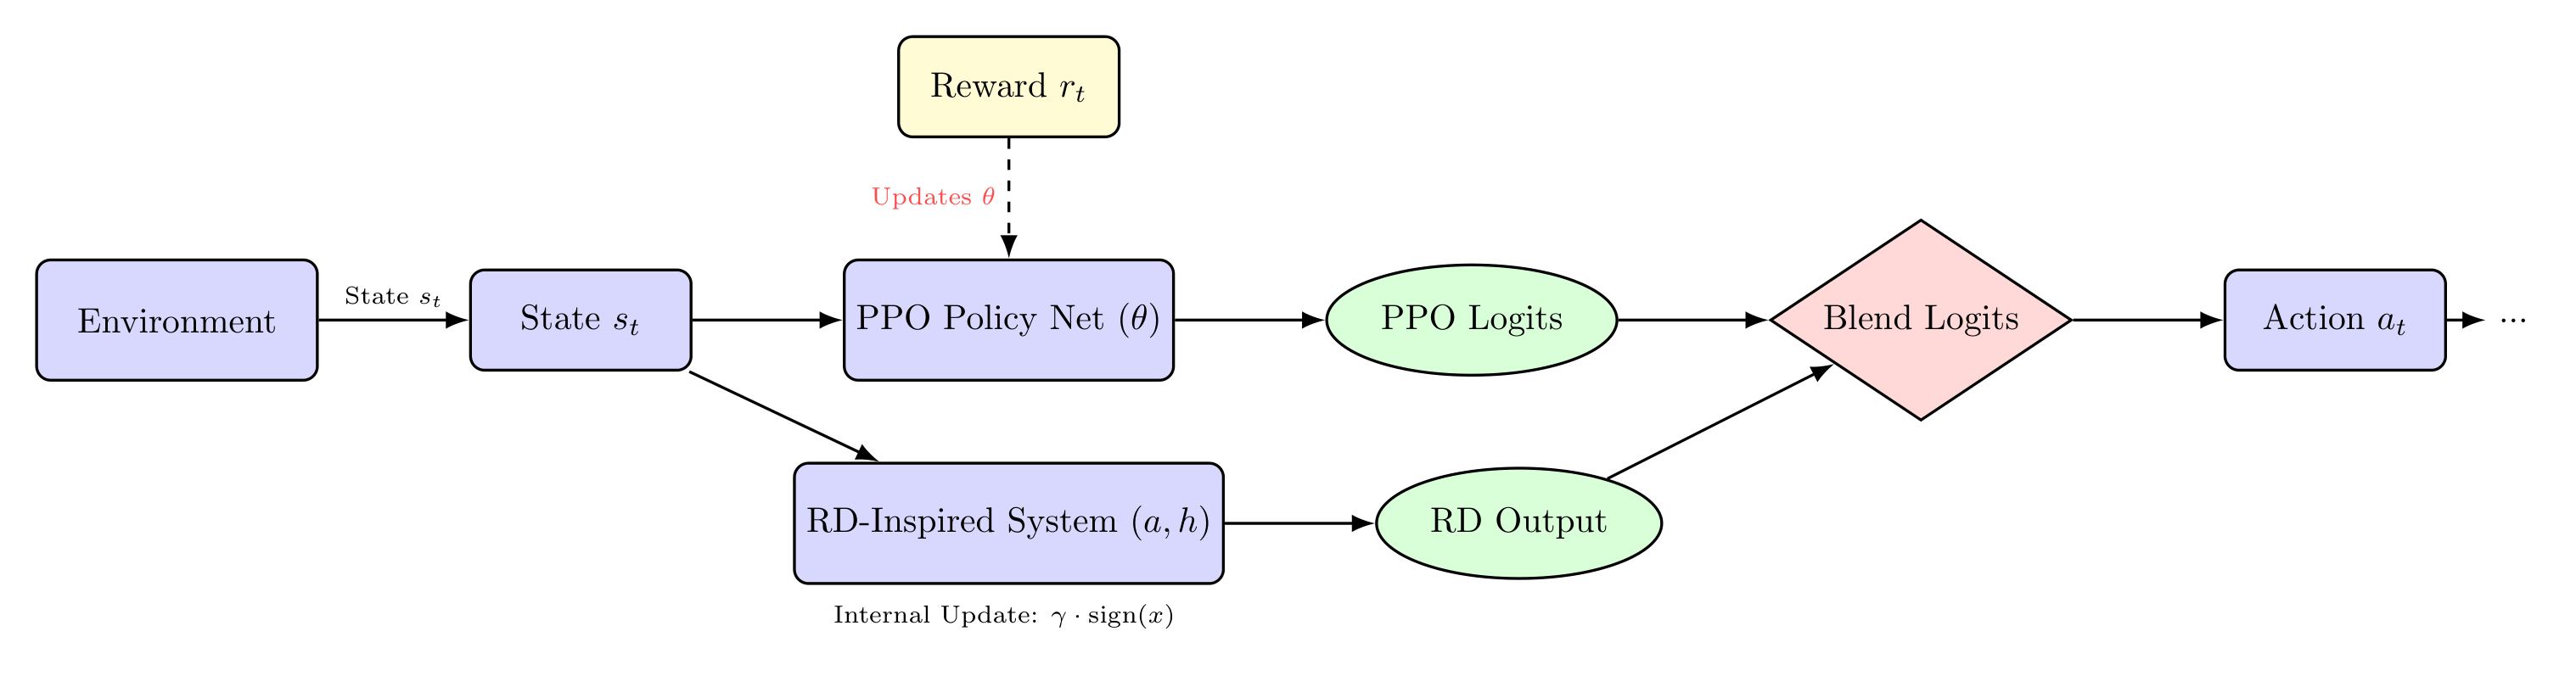 Reward $r_t$
Updates $\theta$
Environment
State $s_t$
State $s_t$
PPO Policy Net ($\theta$)
PPO Logits
Blend Logits
Action $a_t$
...
RD-Inspired System ($a, h$)
RD Output
Internal Update: $\gamma \cdot \mathrm{sign}(x)$